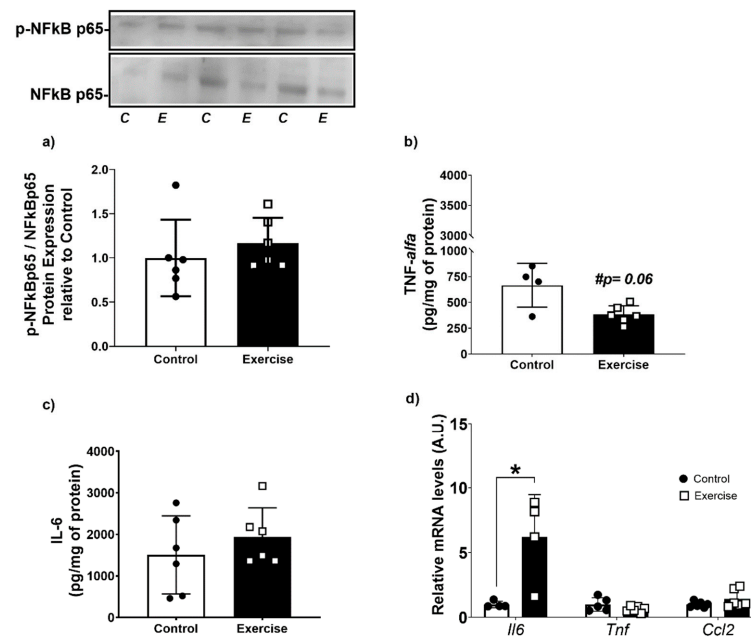 p-NFkB p65
NFkB p65
C E C E C E
a)
p-NFkBp65 / NFkBp65
Protein Expression
relative to Control
2.0
1.5
1.0
0.5
0.0
Control Exercise
b)
TNF-alfa
(pg/mg of protein)
4000
3000
1000
750
500
250
0
#p= 0.06
Control Exercise
c)
IL-6
(pg/mg of protein)
4000
3000
2000
1000
0
Control Exercise
d)
Relative mRNA levels (A.U.)
15
10
5
0
*
Control
Exercise
Il6 Tnf Ccl2